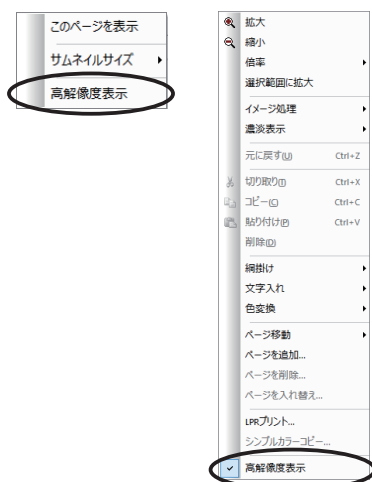 このページを表示
サムネイルサイズ
高解像度表示
拡大
縮小
倍率
選択範囲に拡大
イメージ処理
濃淡表示
元に戻す(U) Ctrl+Z
切り取り(T) Ctrl+X
コピー(C) Ctrl+C
貼り付け(P) Ctrl+V
削除(D)
網掛け
文字入れ
色変換
ページ移動
ページを追加...
ページを削除...
ページを入れ替え...
LPRプリント...
シンプルカラーコピー...
高解像度表示